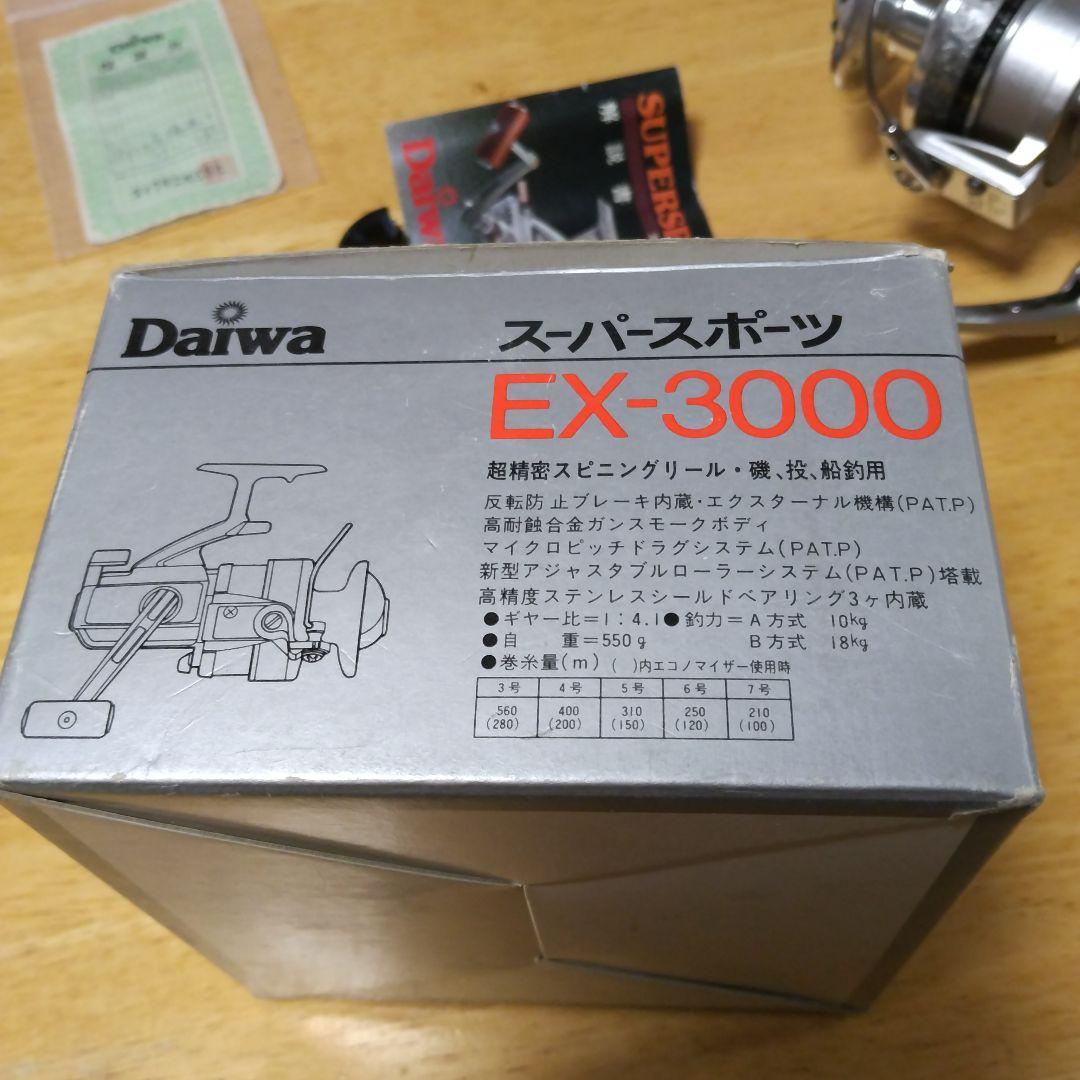 Daiwa
SUPERSP
Daiwa
Daiwa
スーパースポーツ
EX-3000
超精密スピニングリール・磯、投、船釣用
反転防止ブレーキ内蔵・エクスターナル機構(PAT.P)
高耐蝕合金ガンスモークボディ
マイクロピッチドラグシステム(PAT.P)
新型アジャスタブルローラーシステム(PAT.P)搭載
高精度ステンレスシールドベアリング3ヶ内蔵
●ギヤー比=1:4.1●釣力=A方式 10kg
●自 重=550g B方式 18kg
●巻糸量(m) ( )内エコノマイザー使用時
3号 4号 5号 6号 7号
560 400 310 250 210
(280) (200) (150) (120) (100)